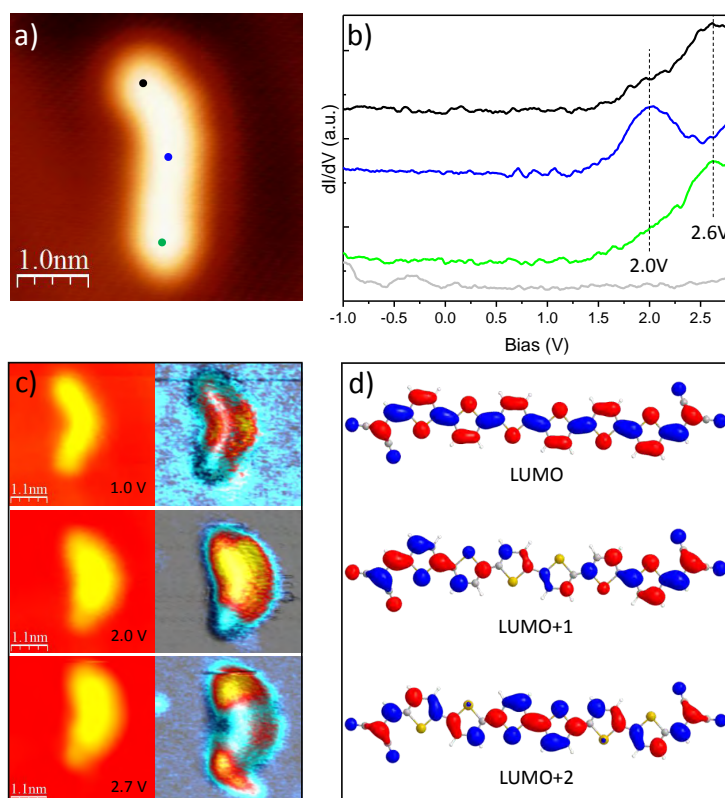 a)
1.0nm
b)
dI/dV (a.u.)
2.0V
2.6V
-1.0 -0.5 0.0 0.5 1.0 1.5 2.0 2.5
Bias (V)
c)
1.1nm
1.0 V
1.1nm
2.0 V
1.1nm
2.7 V
d)
LUMO
LUMO+1
LUMO+2